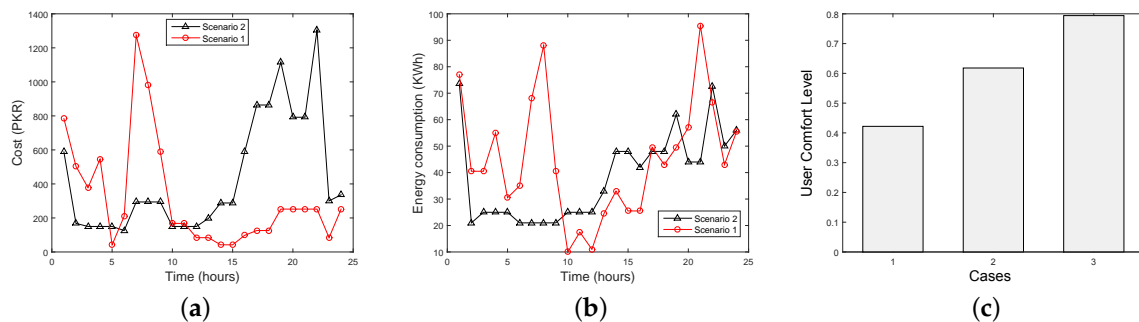 1400
1200
1000
800
600
400
200
0
Cost (PKR)
0 5 10 15 20 25
Time (hours)
Scenario 2
Scenario 1
(a)
100
90
80
70
60
50
40
30
20
10
Energy consumption (KWh)
0 5 10 15 20 25
Time (hours)
Scenario 2
Scenario 1
(b)
0.8
0.7
0.6
0.5
0.4
0.3
0.2
0.1
0
User Comfort Level
1 2 3
Cases
(c)